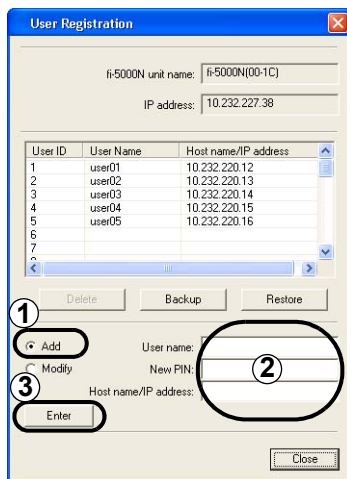 User Registration
fi-5000N unit name: fi-5000N(00-1C)
IP address: 10.232.227.38
User ID User Name Host name/IP address
1 user01 10.232.220.12
2 user02 10.232.220.13
3 user03 10.232.220.14
4 user04 10.232.220.15
5 user05 10.232.220.16
6
7
Delete Backup Restore
1
Add User name:
2
Modify New PIN:
3
Host name/IP address:
Enter
Close